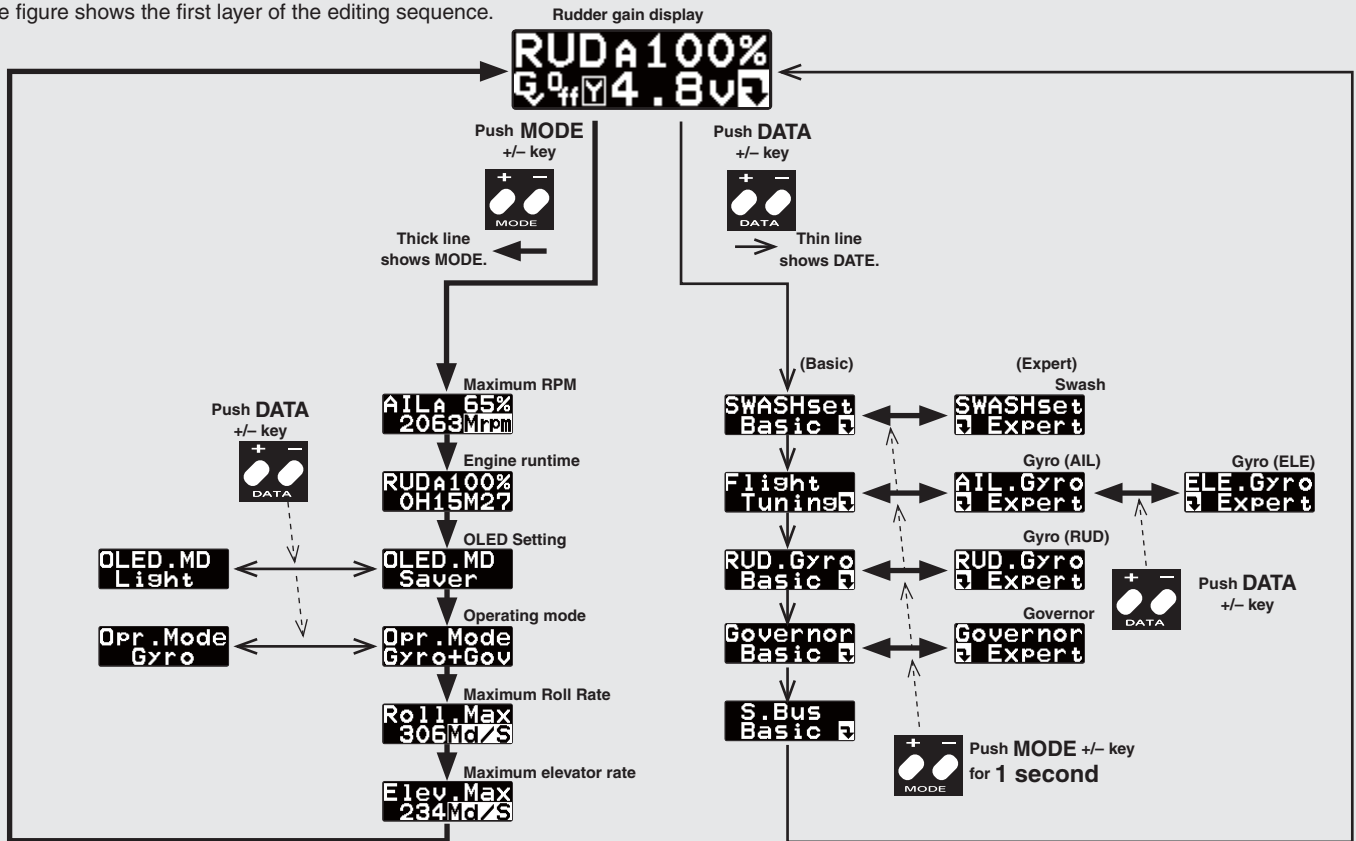 e figure shows the first layer of the editing sequence.
Rudder gain display
RUDA100%
G Off Y 4.8v
Push MODE
+/– key
+ –
MODE
Push DATA
+/– key
+ –
DATA
Thick line
shows MODE.
Thin line
shows DATE.
Maximum RPM
AILA 65%
2063Mrpm
Engine runtime
RUDA100%
0H15M27
OLED Setting
OLED.MD
Saver
OLED.MD
Light
Operating mode
Opr.Mode
Gyro+Gov
Opr.Mode
Gyro
Maximum Roll Rate
Roll.Max
306Md/S
Maximum elevator rate
Elev.Max
234Md/S
Push DATA
+/– key
+ –
DATA
(Basic)
(Expert)
Swash
SWASHset
Basic
SWASHset
Expert
Flight
Tuning
Gyro (AIL)
AIL.Gyro
Expert
Gyro (ELE)
ELE.Gyro
Expert
RUD.Gyro
Basic
Gyro (RUD)
RUD.Gyro
Expert
Governor
Basic
Governor
Governor
Expert
S.Bus
Basic
+ –
DATA
Push DATA
+/– key
+ –
MODE
Push MODE +/– key
for 1 second